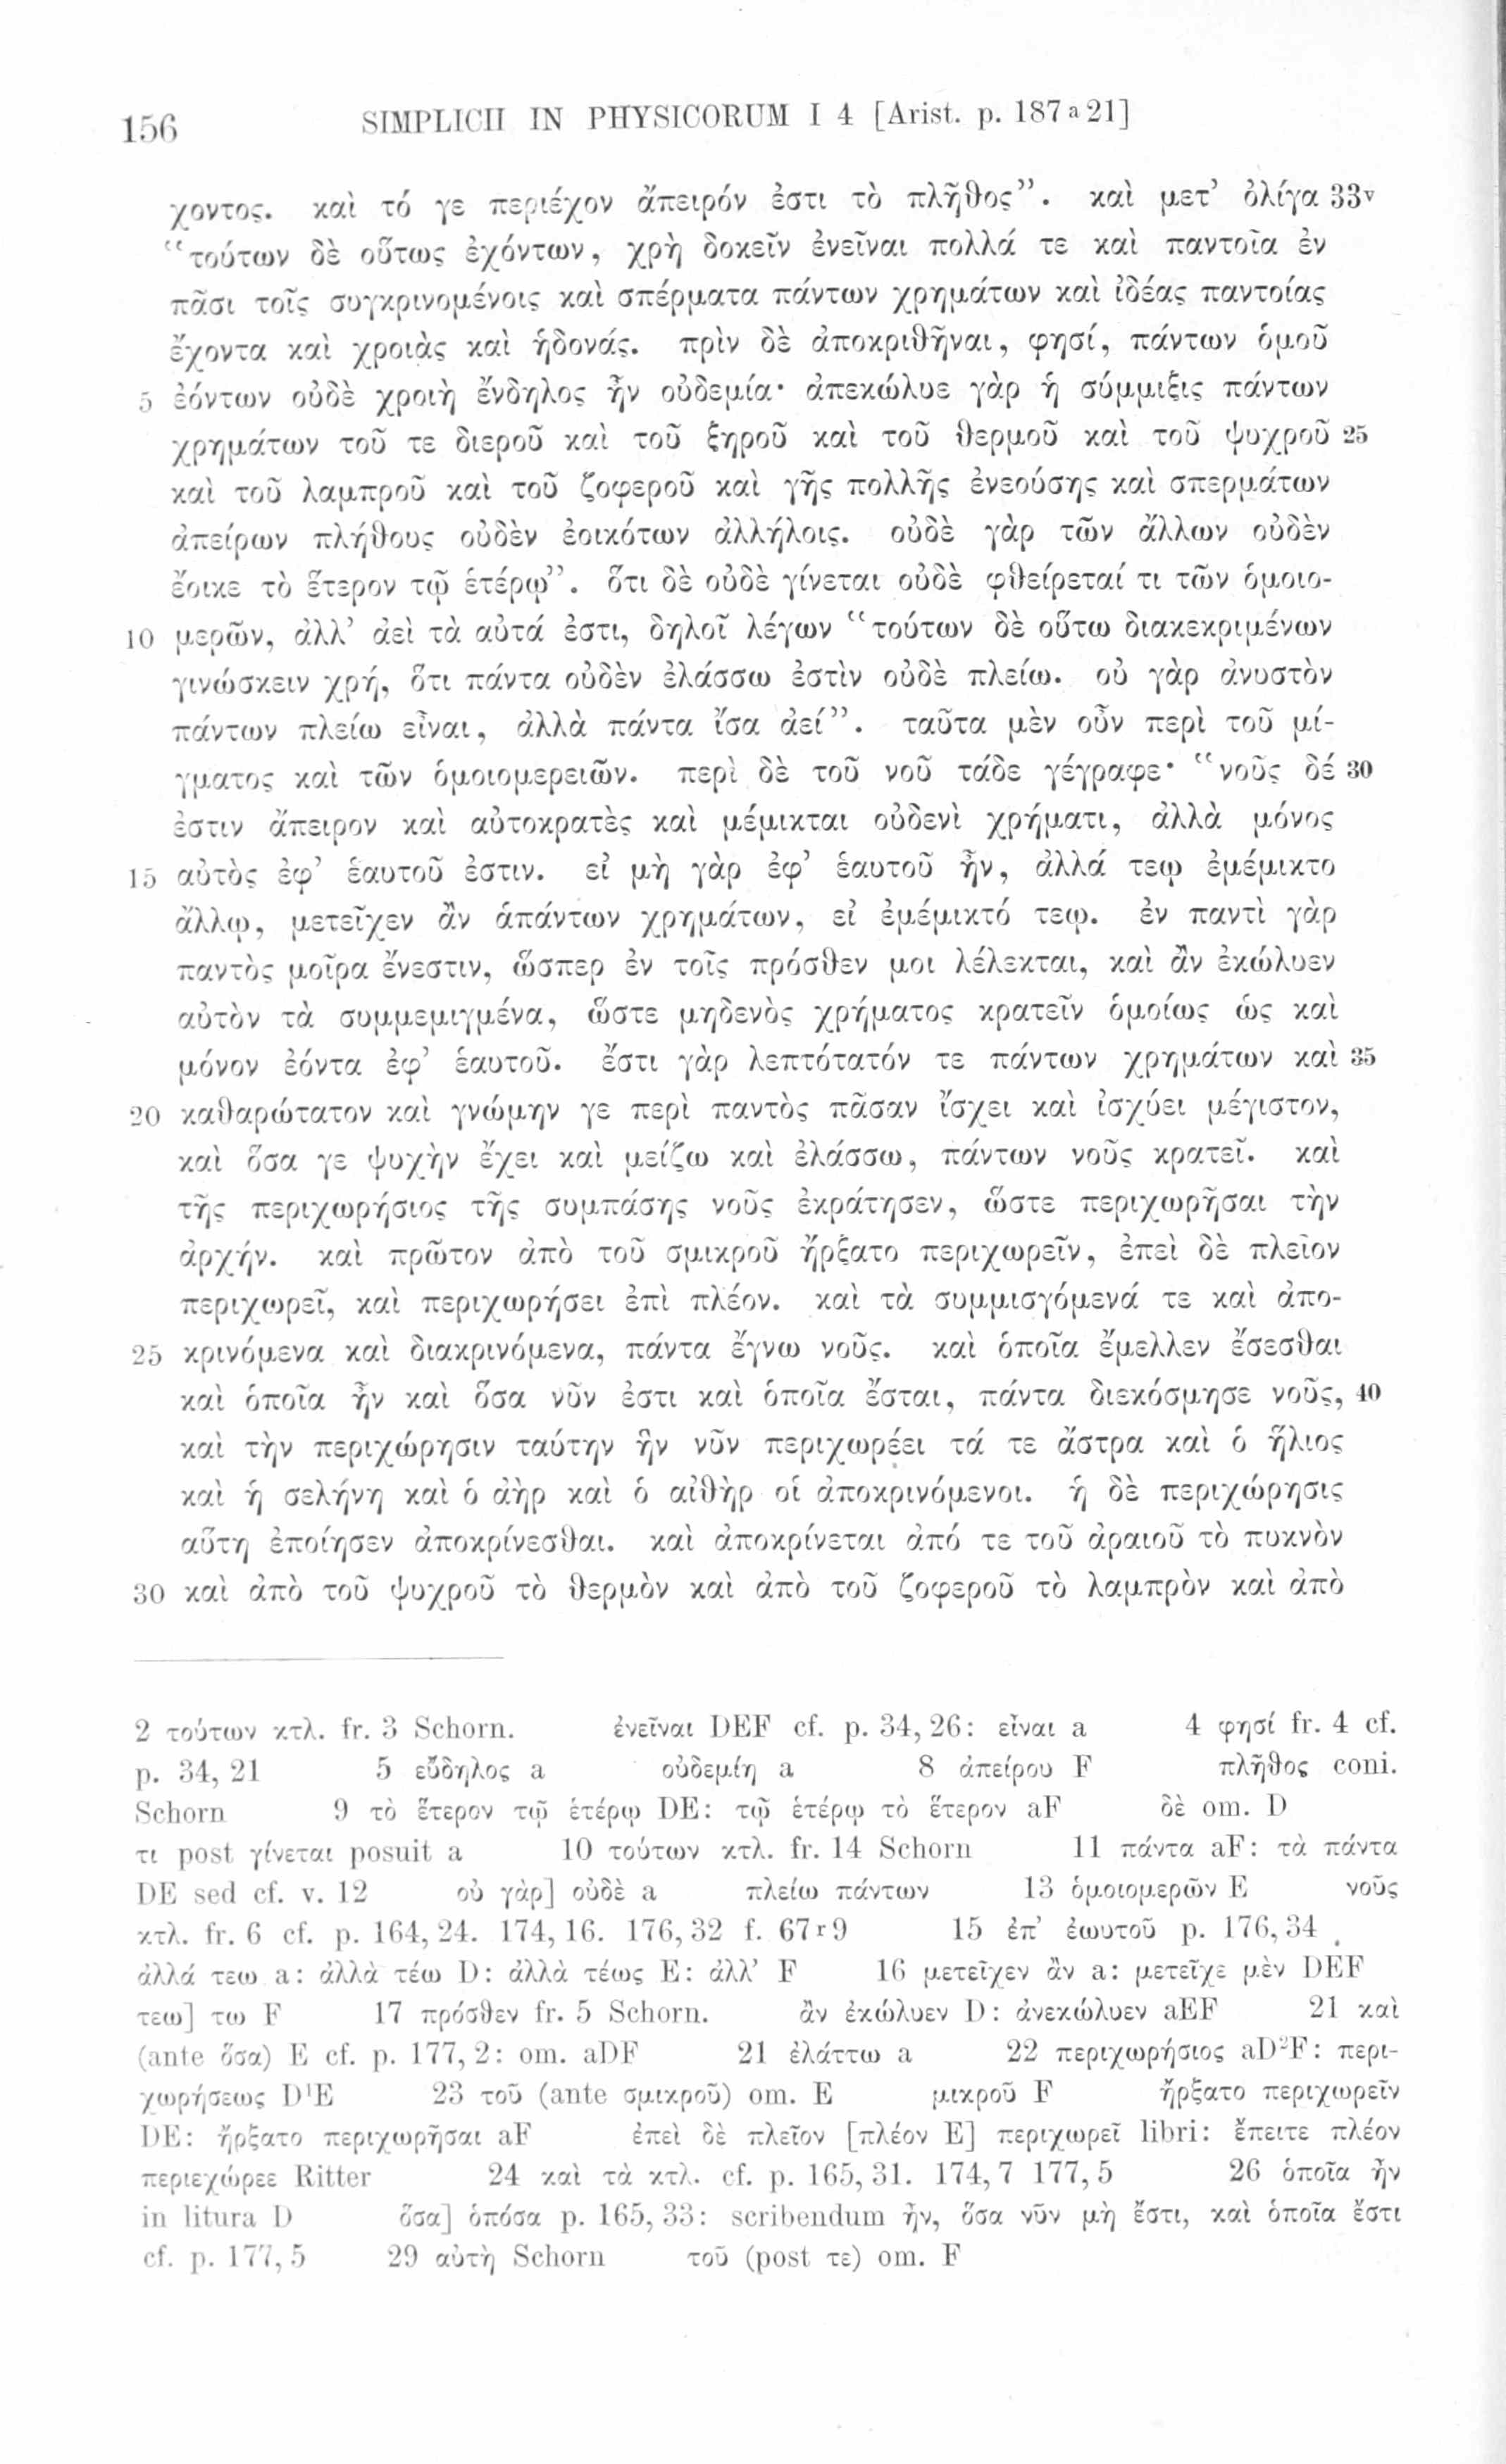 156 SIMPLICII IN PHYSICORUM I 4 [Arist. p. 187 a 21]
χοντος. καὶ τό γε περιέχον ἄπειρόν ἐστι τὸ πλῆθος”. καὶ μετ’ ὀλίγα 33v
“τούτων δὲ οὕτως ἐχόντων, χρὴ δοκεῖν ἐνεῖναι πολλά τε καὶ παντοῖα ἐν
πᾶσι τοῖς συγκρινομένοις καὶ σπέρματα πάντων χρημάτων καὶ ἰδέας παντοίας
ἔχοντα καὶ χροιὰς καὶ ἡδονάς. πρὶν δὲ ἀποκριθῆναι, φησί, πάντων ὁμοῦ
5 ἐόντων οὐδὲ χροιὴ ἔνδηλος ἦν οὐδεμία· ἀπεκώλυε γὰρ ἡ σύμμιξις πάντων
χρημάτων τοῦ τε διεροῦ καὶ τοῦ ξηροῦ καὶ τοῦ θερμοῦ καὶ τοῦ ψυχροῦ 25
καὶ τοῦ λαμπροῦ καὶ τοῦ ζοφεροῦ καὶ γῆς πολλῆς ἐνεούσης καὶ σπερμάτων
ἀπείρων πλήθους οὐδὲν ἐοικότων ἀλλήλοις. οὐδὲ γὰρ τῶν ἄλλων οὐδὲν
ἔοικε τὸ ἕτερον τῷ ἑτέρῳ”. ὅτι δὲ οὐδὲ γίνεται οὐδὲ φθείρεταί τι τῶν ὁμοιο-
10 μερῶν, ἀλλ’ ἀεὶ τὰ αὐτά ἐστι, δηλοῖ λέγων “τούτων δὲ οὕτω διακεκριμένων
γινώσκειν χρή, ὅτι πάντα οὐδὲν ἐλάσσω ἐστὶν οὐδὲ πλείω. οὐ γὰρ ἀνυστὸν
πάντων πλείω εἶναι, ἀλλὰ πάντα ἴσα ἀεί”. ταῦτα μὲν οὖν περὶ τοῦ μί-
γματος καὶ τῶν ὁμοιομερειῶν. περὶ δὲ τοῦ νοῦ τάδε γέγραφε· “νοῦς δέ 30
ἐστιν ἄπειρον καὶ αὐτοκρατὲς καὶ μέμικται οὐδενὶ χρήματι, ἀλλὰ μόνος
15 αὐτὸς ἐφ’ ἑαυτοῦ ἐστιν. εἰ μὴ γὰρ ἐφ’ ἑαυτοῦ ἦν, ἀλλά τεῳ ἐμέμικτο
ἄλλῳ, μετεῖχεν ἂν ἁπάντων χρημάτων, εἰ ἐμέμικτό τεῳ. ἐν παντὶ γὰρ
παντὸς μοῖρα ἔνεστιν, ὥσπερ ἐν τοῖς πρόσθεν μοι λέλεκται, καὶ ἂν ἐκώλυεν
αὐτὸν τὰ συμμεμιγμένα, ὥστε μηδενὸς χρήματος κρατεῖν ὁμοίως ὡς καὶ
μόνον ἐόντα ἐφ’ ἑαυτοῦ. ἔστι γὰρ λεπτότατόν τε πάντων χρημάτων καὶ 35
20 καθαρώτατον καὶ γνώμην γε περὶ παντὸς πᾶσαν ἴσχει καὶ ἰσχύει μέγιστον,
καὶ ὅσα γε ψυχὴν ἔχει καὶ μείζω καὶ ἐλάσσω, πάντων νοῦς κρατεῖ. καὶ
τῆς περιχωρήσιος τῆς συμπάσης νοῦς ἐκράτησεν, ὥστε περιχωρῆσαι τὴν
ἀρχήν. καὶ πρῶτον ἀπὸ τοῦ σμικροῦ ἤρξατο περιχωρεῖν, ἐπεὶ δὲ πλεῖον
περιχωρεῖ, καὶ περιχωρήσει ἐπὶ πλέον. καὶ τὰ συμμισγόμενά τε καὶ ἀπο-
25 κρινόμενα καὶ διακρινόμενα, πάντα ἔγνω νοῦς. καὶ ὁποῖα ἔμελλεν ἔσεσθαι
καὶ ὁποῖα ἦν καὶ ὅσα νῦν ἐστι καὶ ὁποῖα ἔσται, πάντα διεκόσμησε νοῦς, 40
καὶ τὴν περιχώρησιν ταύτην ἣν νῦν περιχωρέει τά τε ἄστρα καὶ ὁ ἥλιος
καὶ ἡ σελήνη καὶ ὁ ἀὴρ καὶ ὁ αἰθὴρ οἱ ἀποκρινόμενοι. ἡ δὲ περιχώρησις
αὕτη ἐποίησεν ἀποκρίνεσθαι. καὶ ἀποκρίνεται ἀπό τε τοῦ ἀραιοῦ τὸ πυκνὸν
30 καὶ ἀπὸ τοῦ ψυχροῦ τὸ θερμὸν καὶ ἀπὸ τοῦ ζοφεροῦ τὸ λαμπρὸν καὶ ἀπὸ
2 τούτων κτλ. fr. 3 Schorn. ἐνεῖναι DEF cf. p. 34, 26: εἶναι a 4 φησί fr. 4 cf.
p. 34, 21 5 εὔδηλος a οὐδεμίη a 8 ἀπείρου F πλῆθος coni.
Schorn 9 τὸ ἕτερον τῷ ἑτέρῳ DE: τῷ ἑτέρῳ τὸ ἕτερον aF δὲ om. D
τι post γίνεται posuit a 10 τούτων κτλ. fr. 14 Schorn 11 πάντα aF: τὰ πάντα
DE sed cf. v. 12 οὐ γὰρ] οὐδὲ a πλείω πάντων 13 ὁμοιομερῶν E νοῦς
κτλ. fr. 6 cf. p. 164, 24. 174, 16. 176, 32 f. 67 r 9 15 ἐπ’ ἑωυτοῦ p. 176, 34
ἀλλά τεω a: ἀλλὰ τέω D: ἀλλὰ τέως E: ἀλλ’ F 16 μετεῖχεν ἂν a: μετεῖχε μὲν DEF
τεω] τω F 17 πρόσθεν fr. 5 Schorn. ἂν ἐκώλυεν D: ἀνεκώλυεν aEF 21 καὶ
(ante ὅσα) E cf. p. 177, 2: om. aDF 21 ἐλάττω a 22 περιχωρήσιος aD²F: περι-
χωρήσεως D¹E 23 τοῦ (ante σμικροῦ) om. E μικροῦ F ἤρξατο περιχωρεῖν
DE: ἤρξατο περιχωρῆσαι aF ἐπεὶ δὲ πλεῖον [πλέον E] περιχωρεῖ libri: ἔπειτε πλέον
περιεχώρεε Ritter 24 καὶ τὰ κτλ. cf. p. 165, 31. 174, 7 177, 5 26 ὁποῖα ἦν
in litura D ὅσα] ὁπόσα p. 165, 33: scribendum ἦν, ὅσα νῦν μὴ ἔστι, καὶ ὁποῖα ἔστι
cf. p. 177, 5 29 αὐτὴ Schorn τοῦ (post τε) om. F